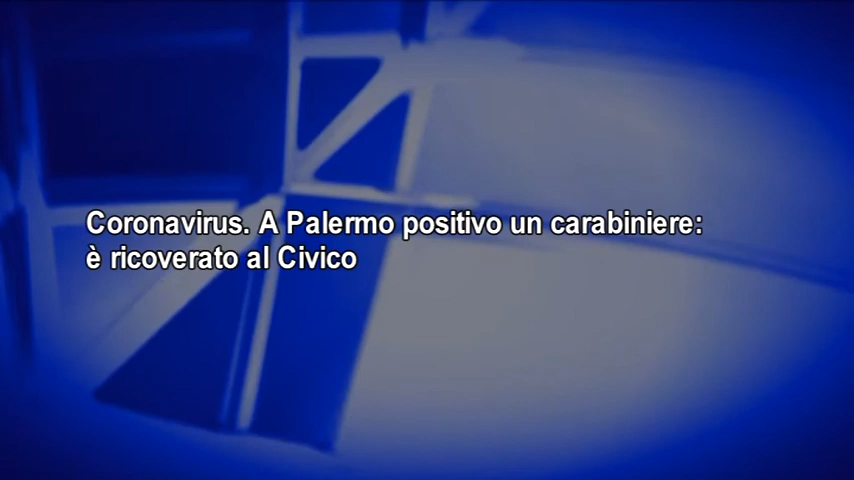 Coronavirus. A Palermo positivo un carabiniere:
è ricoverato al Civico